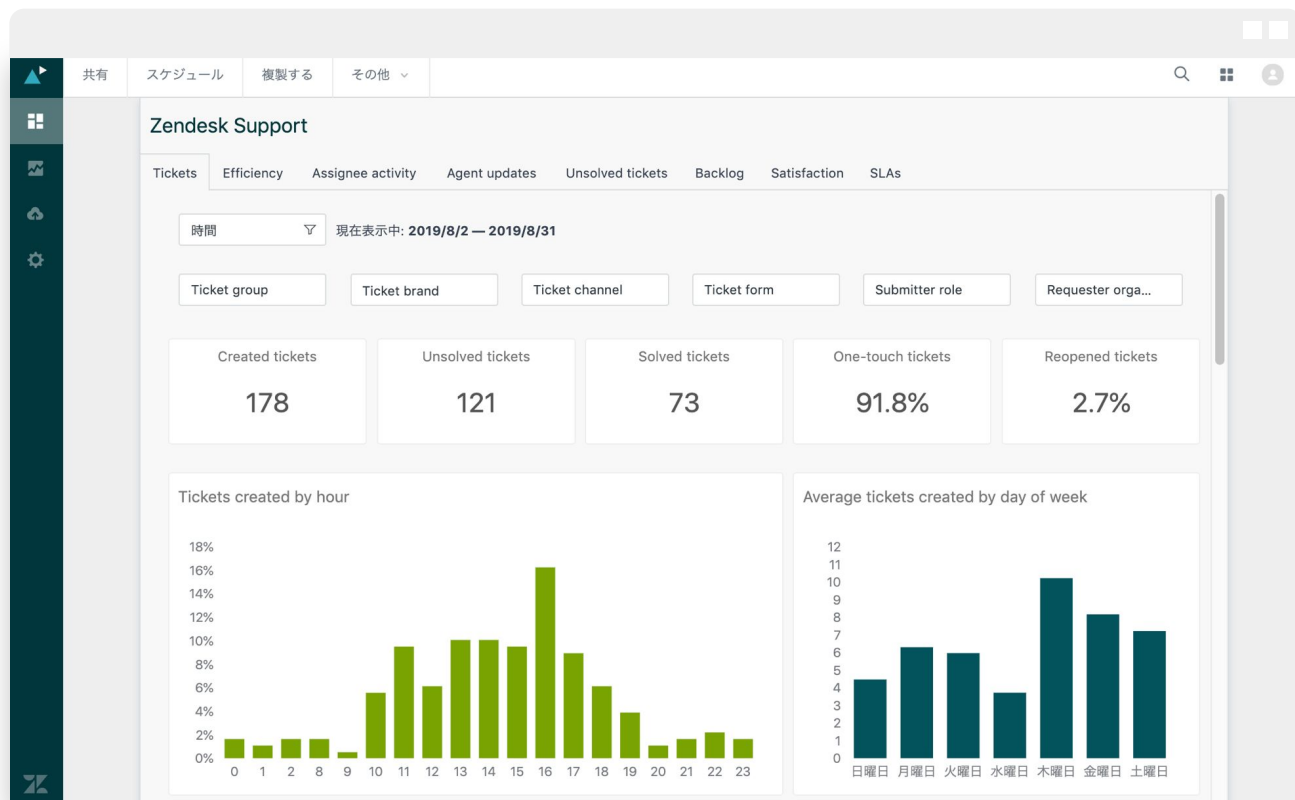 共有 スケジュール 複製する その他
Zendesk Support
Tickets Efficiency Assignee activity Agent updates Unsolved tickets Backlog Satisfaction SLAs
時間 現在表示中: 2019/8/2 — 2019/8/31
Ticket group Ticket brand Ticket channel Ticket form Submitter role Requester orga...
Created tickets Unsolved tickets Solved tickets One-touch tickets Reopened tickets
178 121 73 91.8% 2.7%
Tickets created by hour
18%
16%
14%
12%
10%
8%
6%
4%
2%
0%
0 1 2 8 9 10 11 12 13 14 15 16 17 18 19 20 21 22 23
Average tickets created by day of week
12
11
10
9
8
7
6
5
4
3
2
1
0
日曜日 月曜日 火曜日 水曜日 木曜日 金曜日 土曜日